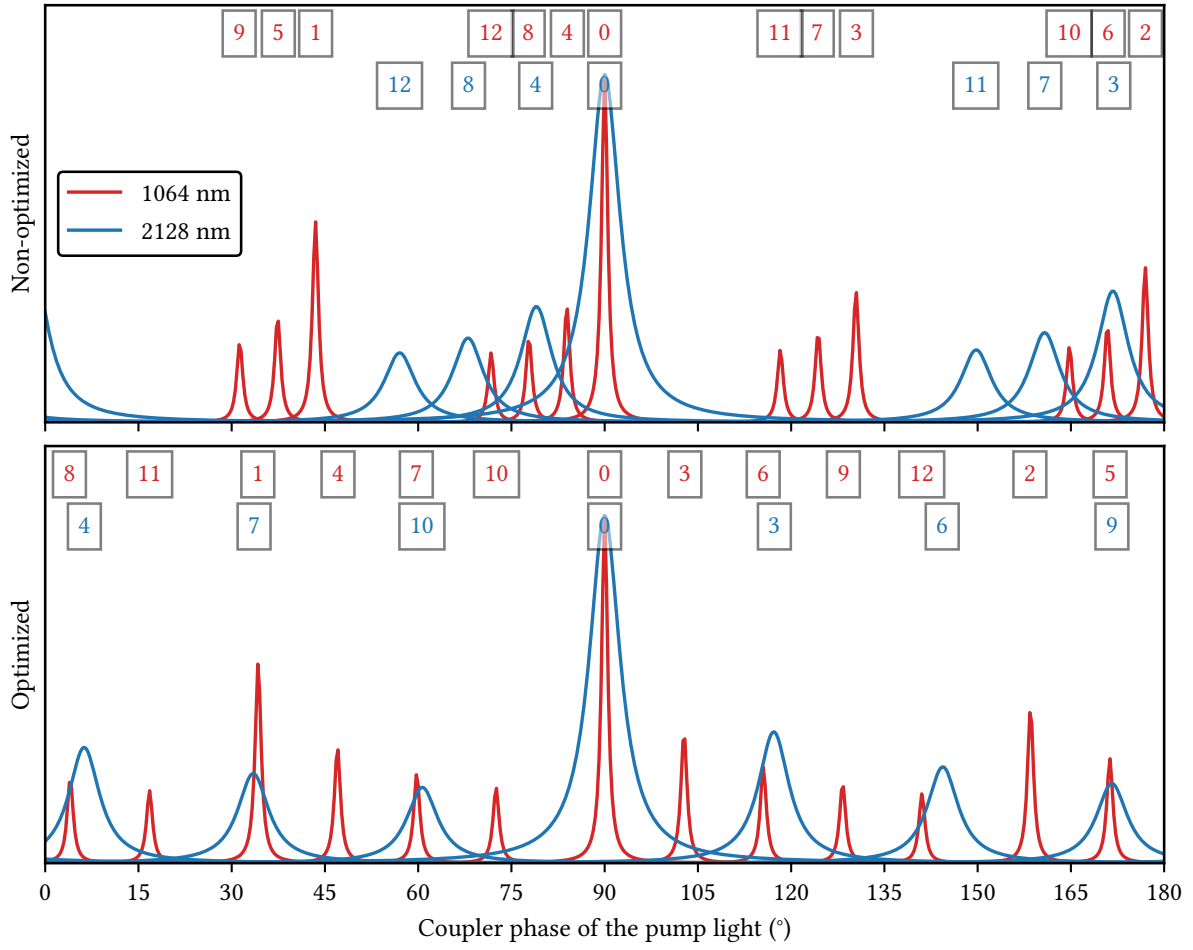 9 5 1 12 8 4 0 11 7 3 10 6 2
12 8 4 0 11 7 3
Non-optimized
1064 nm
2128 nm
8 11 1 4 7 10 0 3 6 9 12 2 5
4 7 10 0 3 6 9
Optimized
0 15 30 45 60 75 90 105 120 135 150 165 180
Coupler phase of the pump light (°)